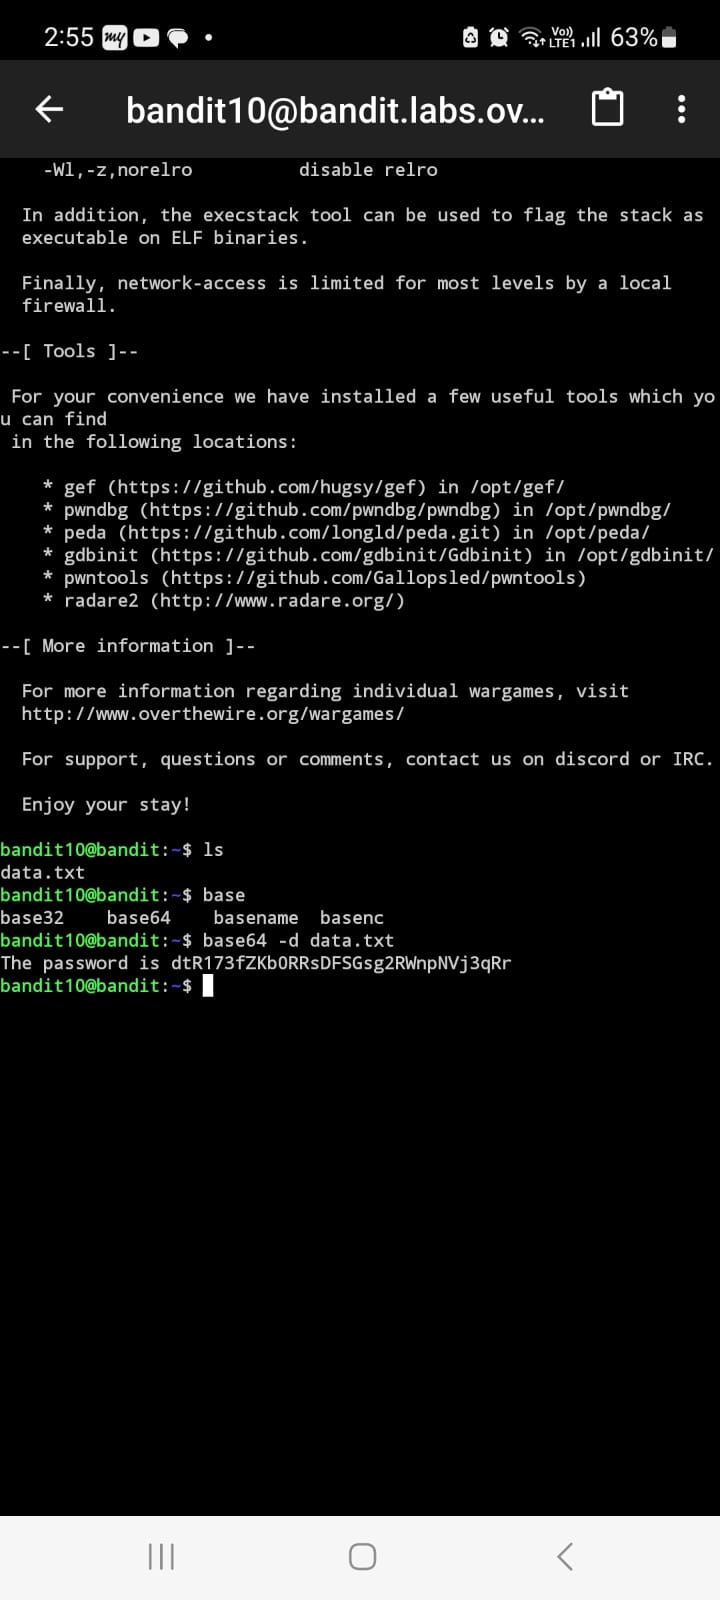 2:55 my
Vo))
LTE1
63%
bandit10@bandit.labs.ov...
-Wl,-z,norelro          disable relro
In addition, the execstack tool can be used to flag the stack as
executable on ELF binaries.
Finally, network-access is limited for most levels by a local
firewall.
--[ Tools ]--
For your convenience we have installed a few useful tools which yo
u can find
in the following locations:
* gef (https://github.com/hugsy/gef) in /opt/gef/
* pwndbg (https://github.com/pwndbg/pwndbg) in /opt/pwndbg/
* peda (https://github.com/longld/peda.git) in /opt/peda/
* gdbinit (https://github.com/gdbinit/Gdbinit) in /opt/gdbinit/
* pwntools (https://github.com/Gallopsled/pwntools)
* radare2 (http://www.radare.org/)
--[ More information ]--
For more information regarding individual wargames, visit
http://www.overthewire.org/wargames/
For support, questions or comments, contact us on discord or IRC.
Enjoy your stay!
bandit10@bandit:~$ ls
data.txt
bandit10@bandit:~$ base
base32    base64    basename  basenc
bandit10@bandit:~$ base64 -d data.txt
The password is dtR173fZKb0RRsDFSGsg2RWnpNVj3qRr
bandit10@bandit:~$